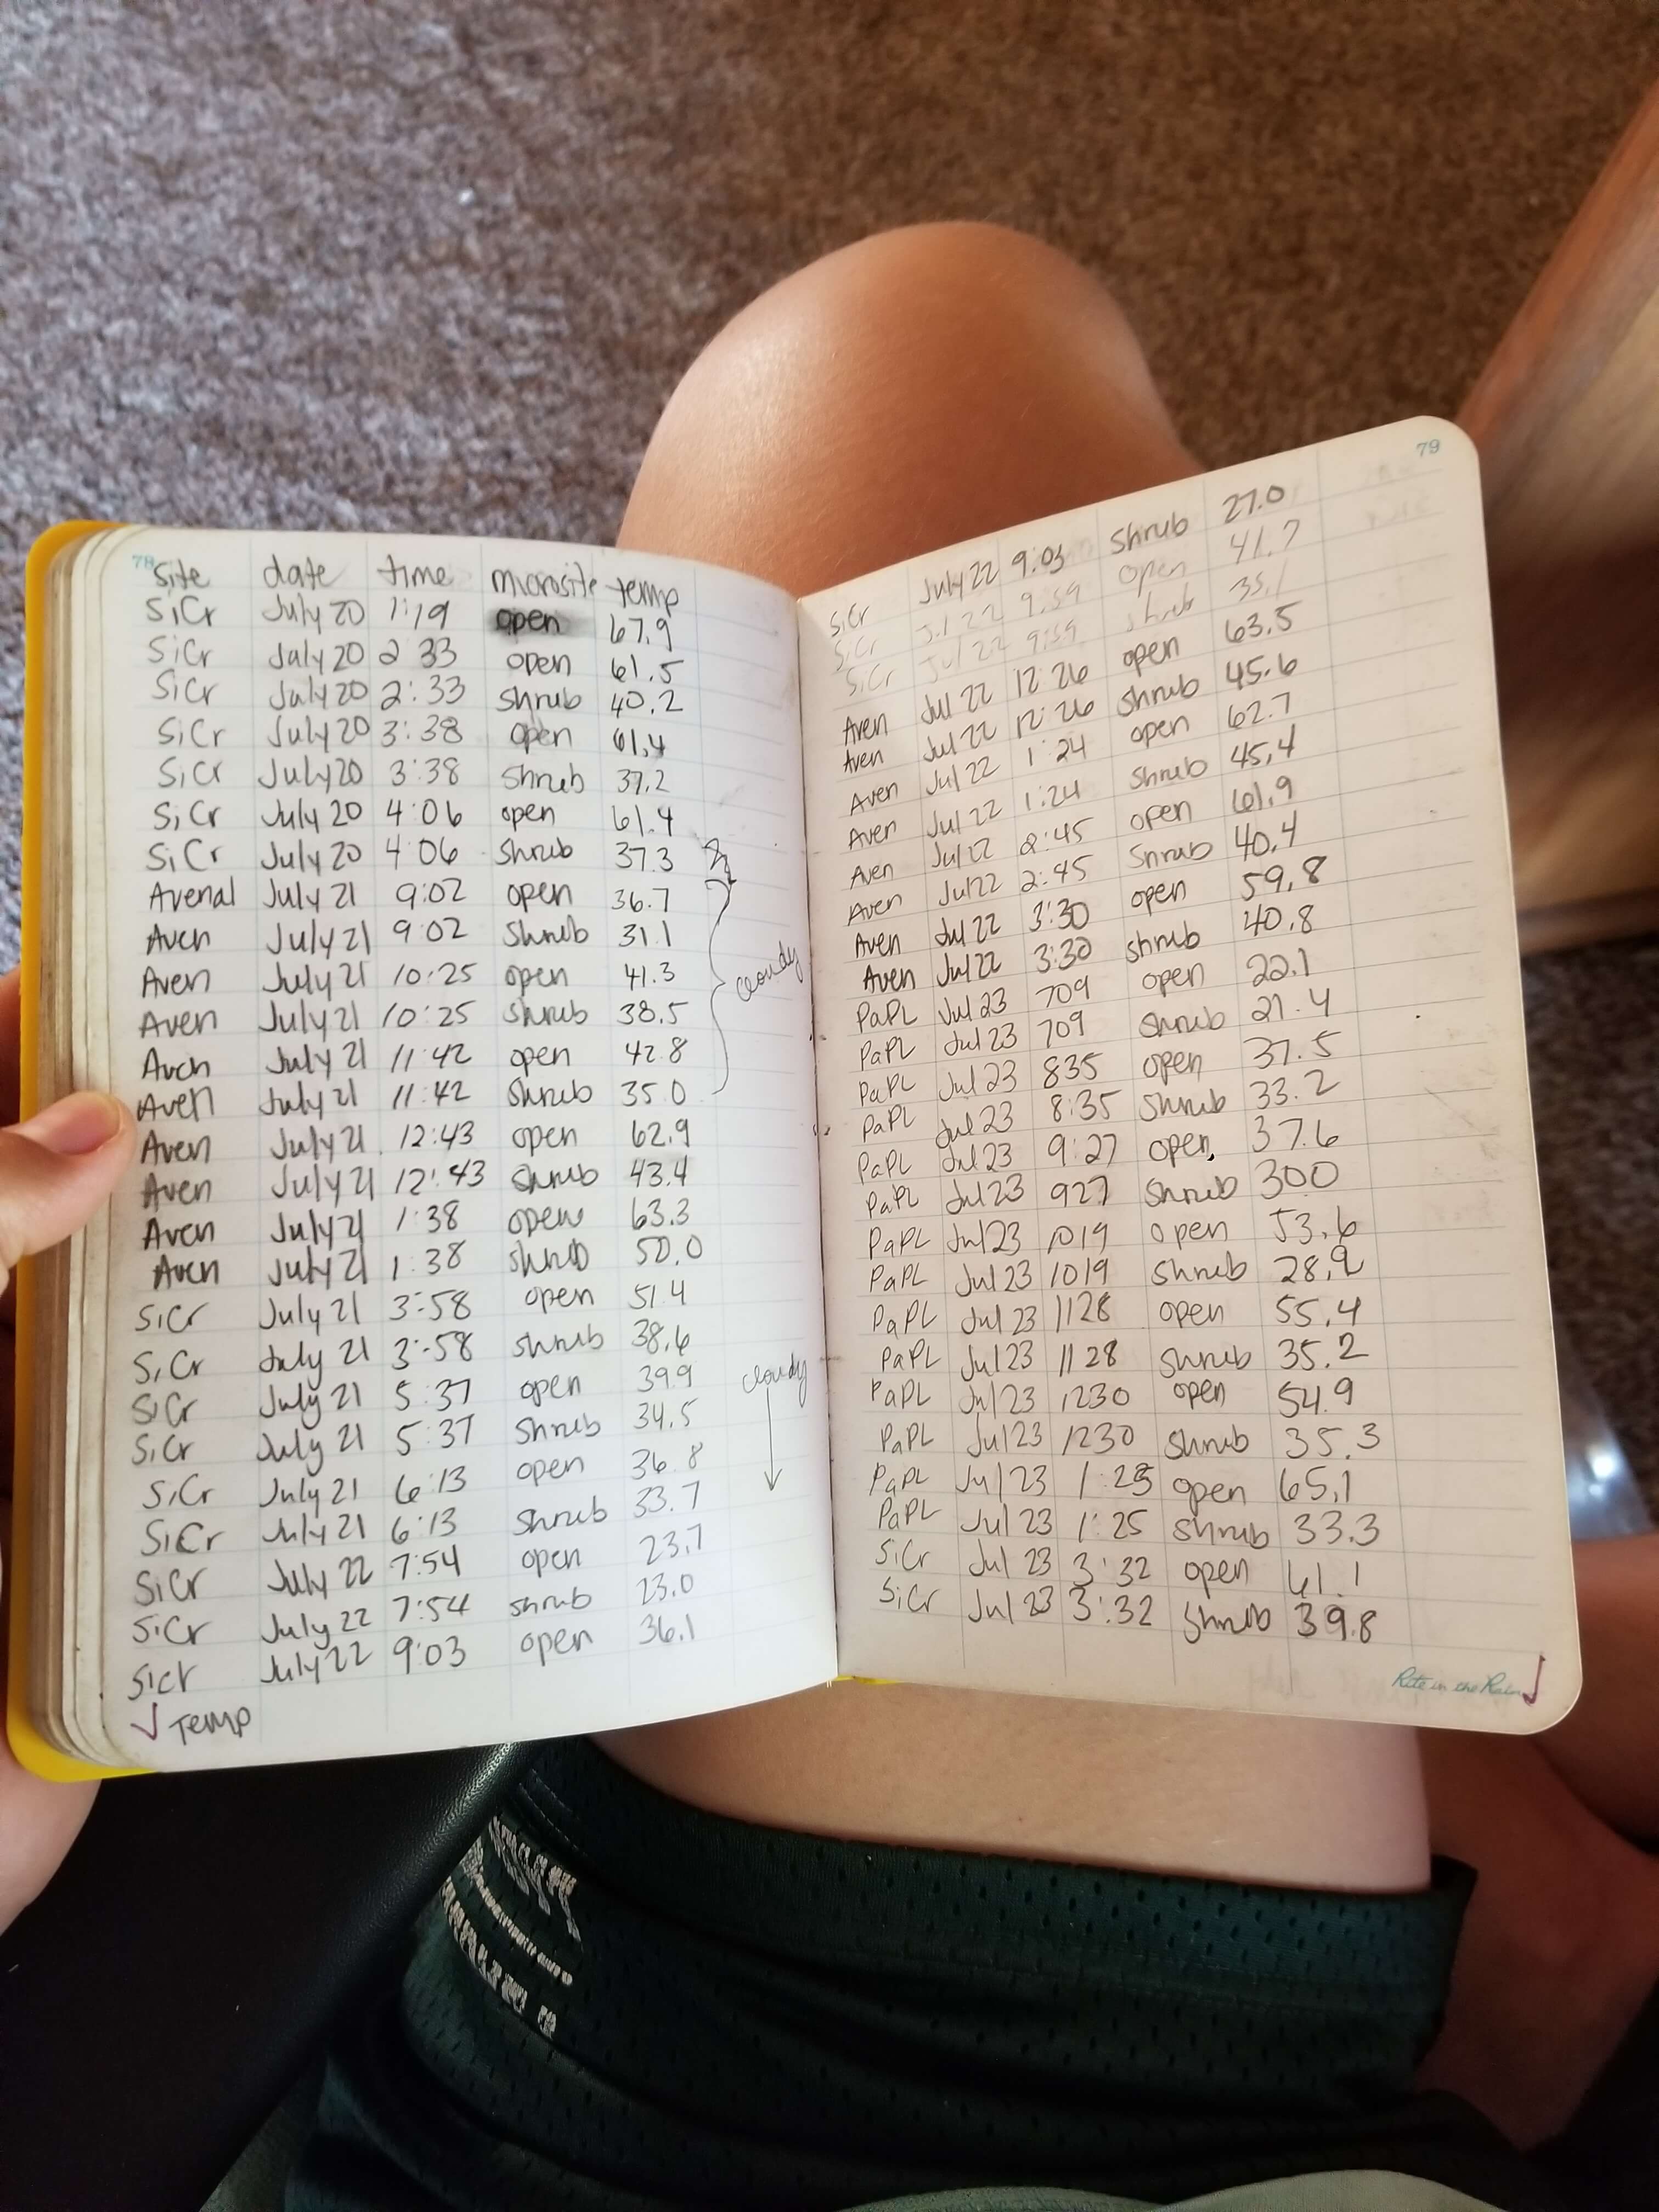 78
Site date time microsite temp
SiCr July 20 1:19 open 67.9
SiCr July 20 2 33 open 61.5
SiCr July 20 2:33 Shrub 40.2
SiCr July 20 3:38 open 61.4
SiCr July 20 3:38 Shrub 37.2
SiCr July 20 4:06 open 61.4
SiCr July 20 4:06 Shrub 37.3
Avenal July 21 9:02 open 36.7
Aven July 21 9:02 Shrub 31.1
Aven July 21 10:25 open 41.3
cloudy
Aven July 21 10:25 Shrub 38.5
Aven July 21 11:42 open 42.8
Aven July 21 11:42 Shrub 35.0
Aven July 21 12:43 open 62.9
Aven July 21 12:43 Shrub 43.4
Aven July 21 1:38 open 63.3
Aven July 21 1:38 Shrub 50.0
SiCr July 21 3:58 open 51.4
SiCr July 21 3:58 shrub 38.6
SiCr July 21 5:37 open 39.9
cloudy
SiCr July 21 5:37 Shrub 34.5
SiCr July 21 6:13 open 36.8
SiCr July 21 6:13 Shrub 33.7
SiCr July 22 7:54 open 23.7
SiCr July 22 7:54 shrub 23.0
SiCr July 22 9:03 open 36.1
Temp
79
SiCr July 22 9:03 Shrub 27.0
SiCr Jul 22 9:59 open 41.7
SiCr Jul 22 9:59 shrub 35.1
Aven Jul 22 12:26 open 63.5
Aven Jul 22 12:26 shrub 45.6
Aven Jul 22 1:24 open 62.7
Aven Jul 22 1:24 Shrub 45.4
Aven Jul 22 2:45 open 61.9
Aven Jul 22 2:45 Shrub 40.4
Aven Jul 22 3:30 open 59.8
Aven Jul 22 3:30 shrub 40.8
PaPL Jul 23 709 open 22.1
PaPL Jul 23 709 Shrub 21.4
PaPL Jul 23 835 open 37.5
PaPL Jul 23 8:35 Shrub 33.2
PaPL Jul 23 9:27 open 37.6
PaPL Jul 23 927 Shrub 300
PaPL Jul 23 1019 open 53.6
PaPL Jul 23 1019 Shrub 28.9
PaPL Jul 23 1128 open 55.4
PaPL Jul 23 1128 Shrub 35.2
PaPL Jul 23 1230 open 54.9
PaPL Jul 23 1230 Shrub 35.3
PaPL Jul 23 1:25 open 65.1
PaPL Jul 23 1:25 Shrub 33.3
SiCr Jul 23 3:32 open 61.1
SiCr Jul 23 3:32 Shrub 39.8
Rite in the Rain